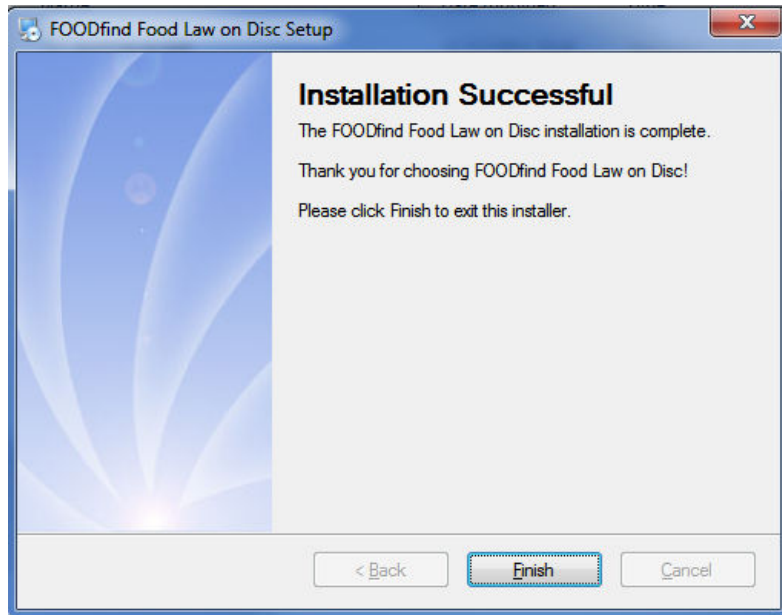 FOODfind Food Law on Disc Setup
Installation Successful
The FOODfind Food Law on Disc installation is complete.
Thank you for choosing FOODfind Food Law on Disc!
Please click Finish to exit this installer.
< Back Finish Cancel